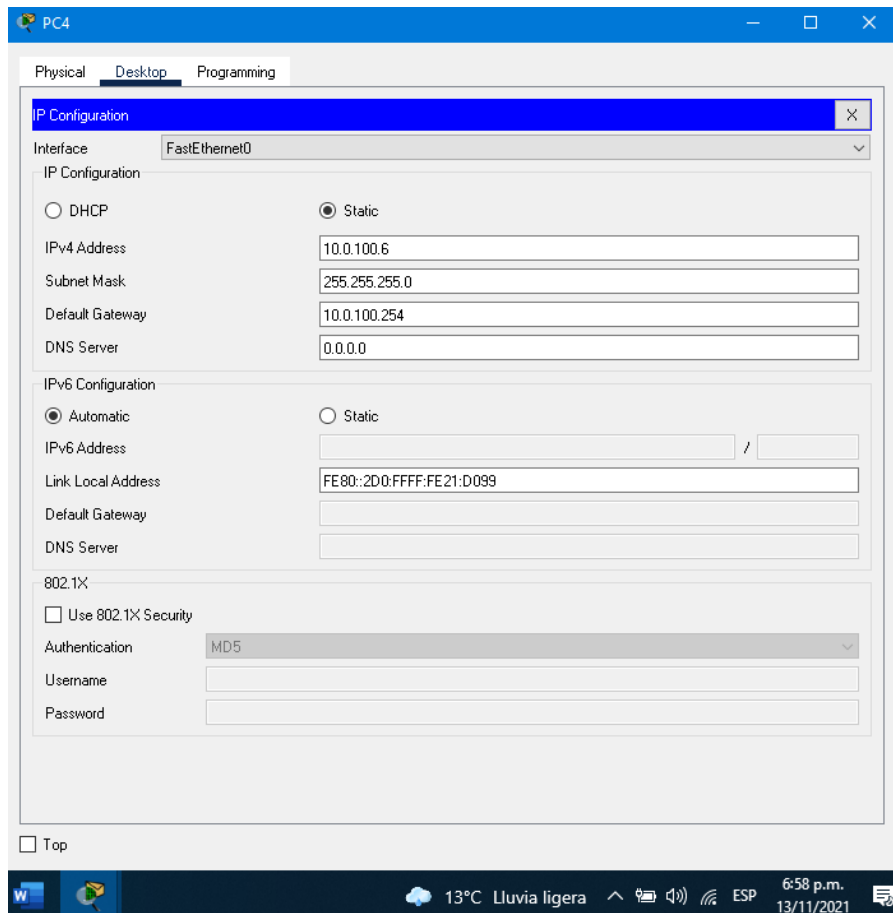 PC4
Physical Desktop Programming
IP Configuration X
Interface FastEthernet0
IP Configuration
DHCP Static
IPv4 Address 10.0.100.6
Subnet Mask 255.255.255.0
Default Gateway 10.0.100.254
DNS Server 0.0.0.0
IPv6 Configuration
Automatic Static
IPv6 Address /
Link Local Address FE80::2D0:FFFF:FE21:D099
Default Gateway
DNS Server
802.1X
Use 802.1X Security
Authentication MD5
Username
Password
Top
W 13°C Lluvia ligera ESP 6:58 p.m.
13/11/2021